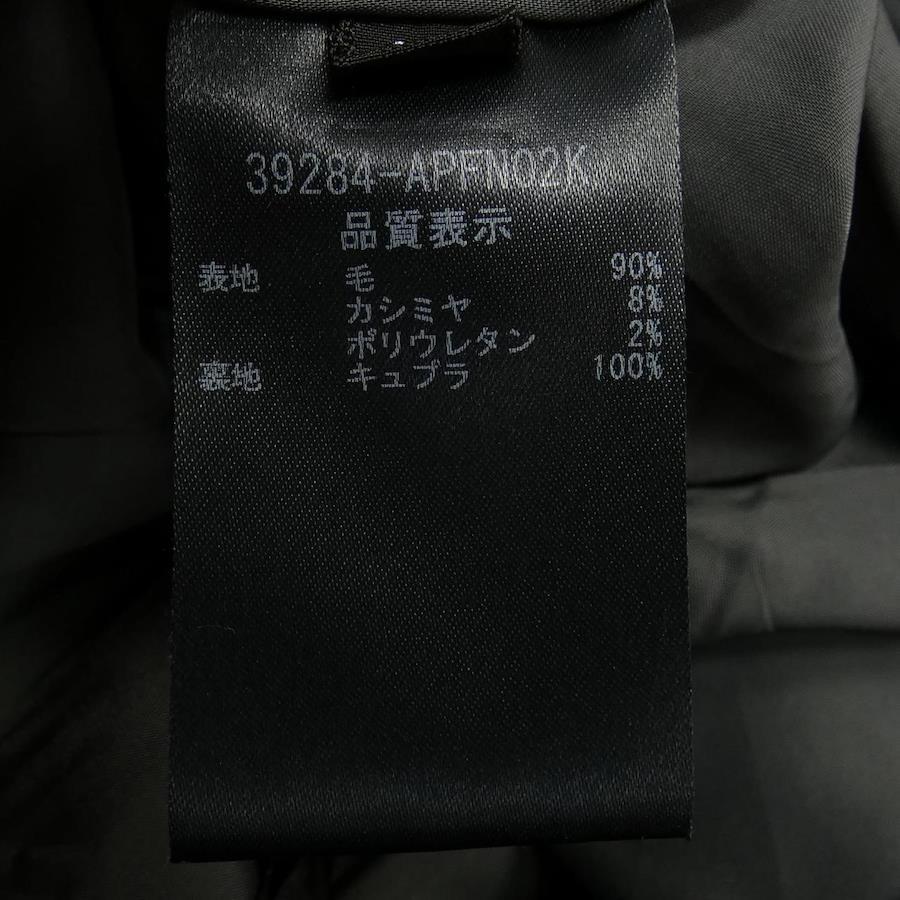 39284-APFN02K
品質表示
表地 毛 90%
カシミヤ 8%
ポリウレタン 2%
裏地 キュプラ 100%